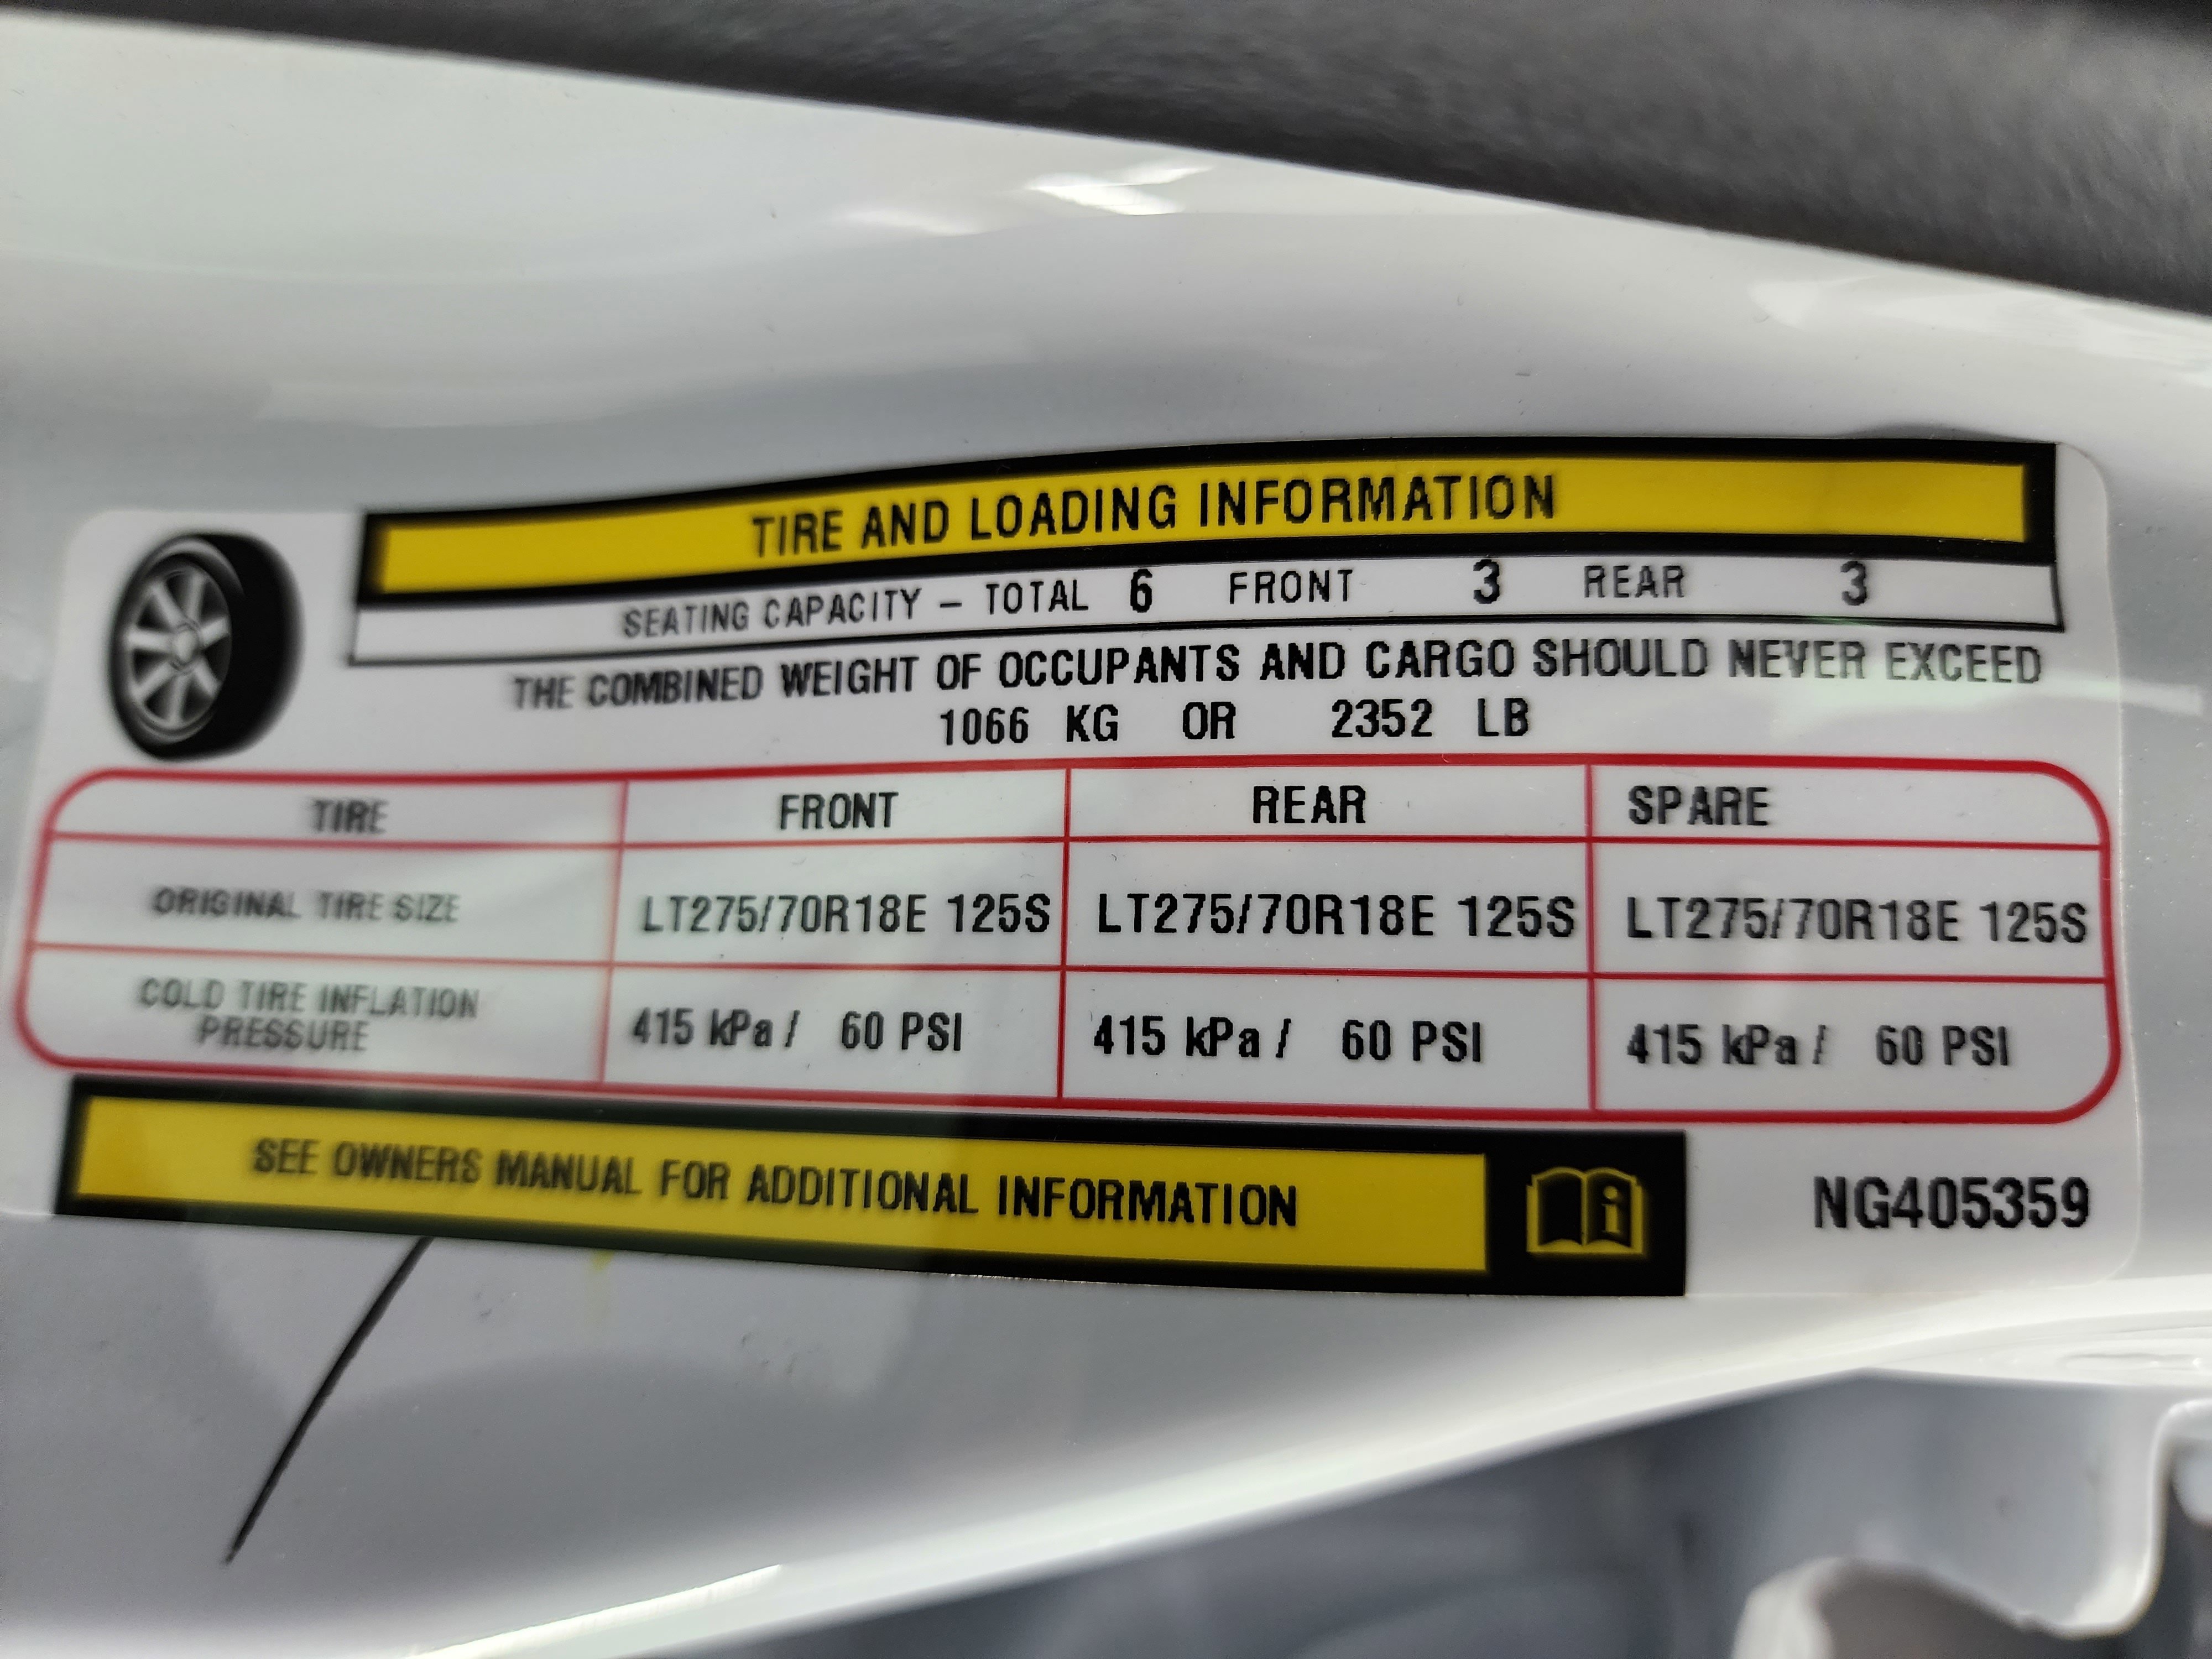 TIRE AND LOADING INFORMATION
SEATING CAPACITY – TOTAL 6 FRONT 3 REAR 3
THE COMBINED WEIGHT OF OCCUPANTS AND CARGO SHOULD NEVER EXCEED
1066 KG OR 2352 LB
TIRE FRONT REAR SPARE
ORIGINAL TIRE SIZE LT275/70R18E 125S LT275/70R18E 125S LT275/70R18E 125S
COLD TIRE INFLATION
PRESSURE 415 kPa / 60 PSI 415 kPa / 60 PSI 415 kPa / 60 PSI
SEE OWNERS MANUAL FOR ADDITIONAL INFORMATION
NG405359